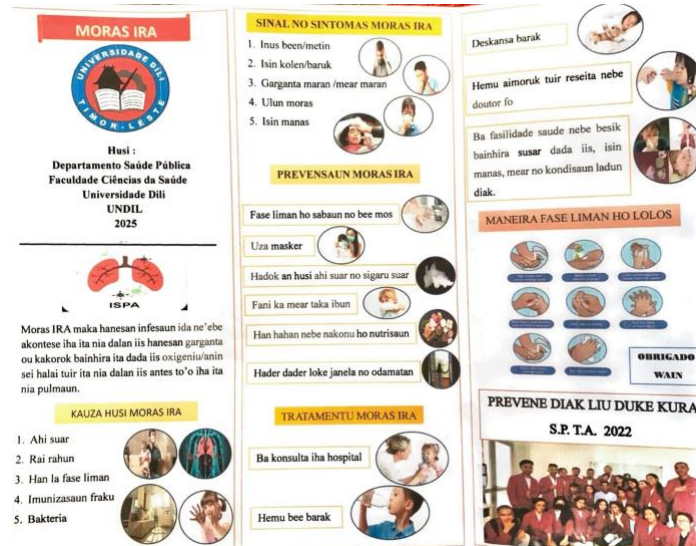 MORAS IRA
UNIVERSIDADE DILI
TIMOR-LESTE
Husi :
Departamento Saúde Pública
Faculdade Ciências da Saúde
Universidade Dili
UNDIL
2025
ISPA
Moras IRA maka hanesan infesaun ida ne'ebe
akontese iha ita nia dalan iis hanesan garganta
ou kakorok bainhira ita dada iis oxigeniu/anin
sei halai tuir ita nia dalan iis antes to'o iha ita
nia pulmaun.
KAUZA HUSI MORAS IRA
1. Ahi suar
2. Rai rahun
3. Han la fase liman
4. Imunizasaun fraku
5. Bakteria
SINAL NO SINTOMAS MORAS IRA
1. Inus been/metin
2. Isin kolen/baruk
3. Garganta maran /mear maran
4. Ulun moras
5. Isin manas
PREVENSAUN MORAS IRA
Fase liman ho sabaun no bee mos
Uza masker
Hadok an husi ahi suar no sigaru suar
Fani ka mear taka ibun
Han hahan nebe nakonu ho nutrisaun
Hader dader loke janela no odamatan
TRATAMENTU MORAS IRA
Ba konsulta iha hospital
Hemu bee barak
Deskansa barak
Hemu aimoruk tuir reseita nebe
doutor fo
Ba fasilidade saude nebe besik
bainhira susar dada iis, isin
manas, mear no kondisaun ladun
diak.
MANEIRA FASE LIMAN HO LOLOS
OBRIGADO
WAIN
PREVENE DIAK LIU DUKE KURA
S.P. T.A. 2022